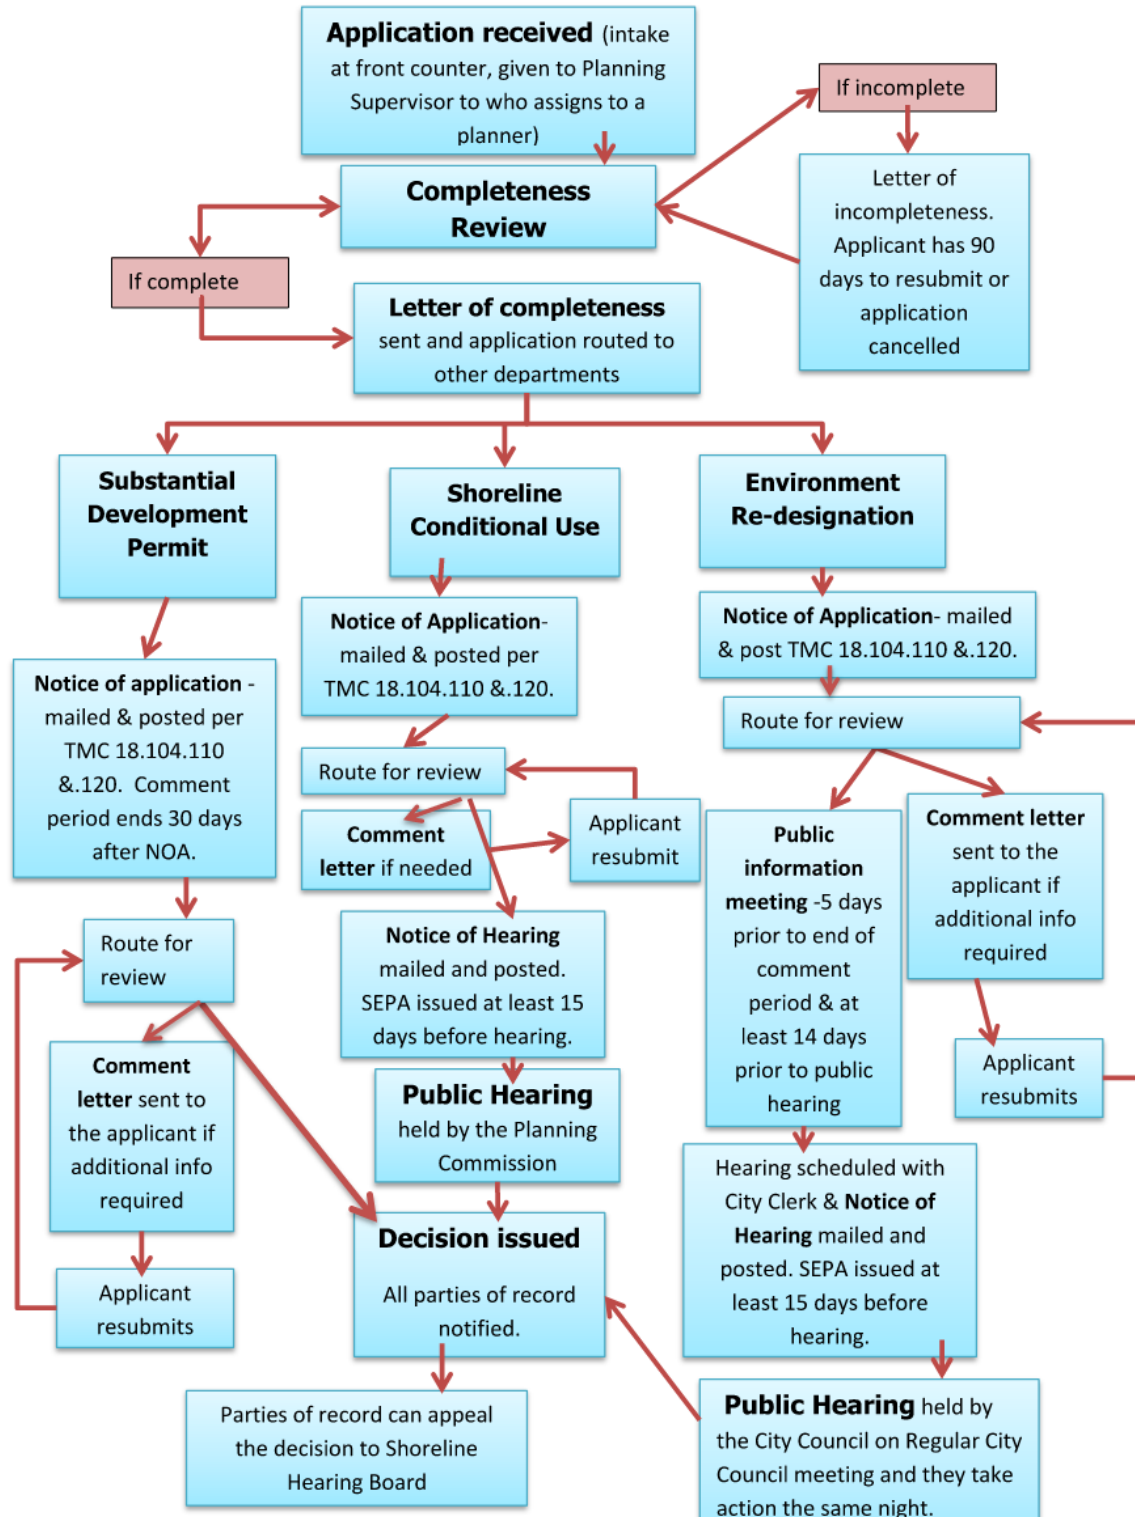 Application received (intake
at front counter, given to Planning
Supervisor to who assigns to a
planner)
If incomplete
Completeness
Review
Letter of
incompleteness.
Applicant has 90
days to resubmit or
application
cancelled
If complete
Letter of completeness
sent and application routed to
other departments
Substantial
Development
Permit
Shoreline
Conditional Use
Environment
Re-designation
Notice of application -
mailed & posted per
TMC 18.104.110
&.120. Comment
period ends 30 days
after NOA.
Notice of Application-
mailed & posted per
TMC 18.104.110 &.120.
Notice of Application- mailed
& post TMC 18.104.110 &.120.
Route for review
Route for review
Comment
letter if needed
Applicant
resubmit
Public
information
meeting -5 days
prior to end of
comment
period & at
least 14 days
prior to public
hearing
Comment letter
sent to the
applicant if
additional info
required
Route for
review
Notice of Hearing
mailed and posted.
SEPA issued at least 15
days before hearing.
Comment
letter sent to
the applicant if
additional info
required
Public Hearing
held by the Planning
Commission
Applicant
resubmits
Hearing scheduled with
City Clerk & Notice of
Hearing mailed and
posted. SEPA issued at
least 15 days before
hearing.
Applicant
resubmits
Decision issued
All parties of record
notified.
Parties of record can appeal
the decision to Shoreline
Hearing Board
Public Hearing held by
the City Council on Regular City
Council meeting and they take
action the same night.